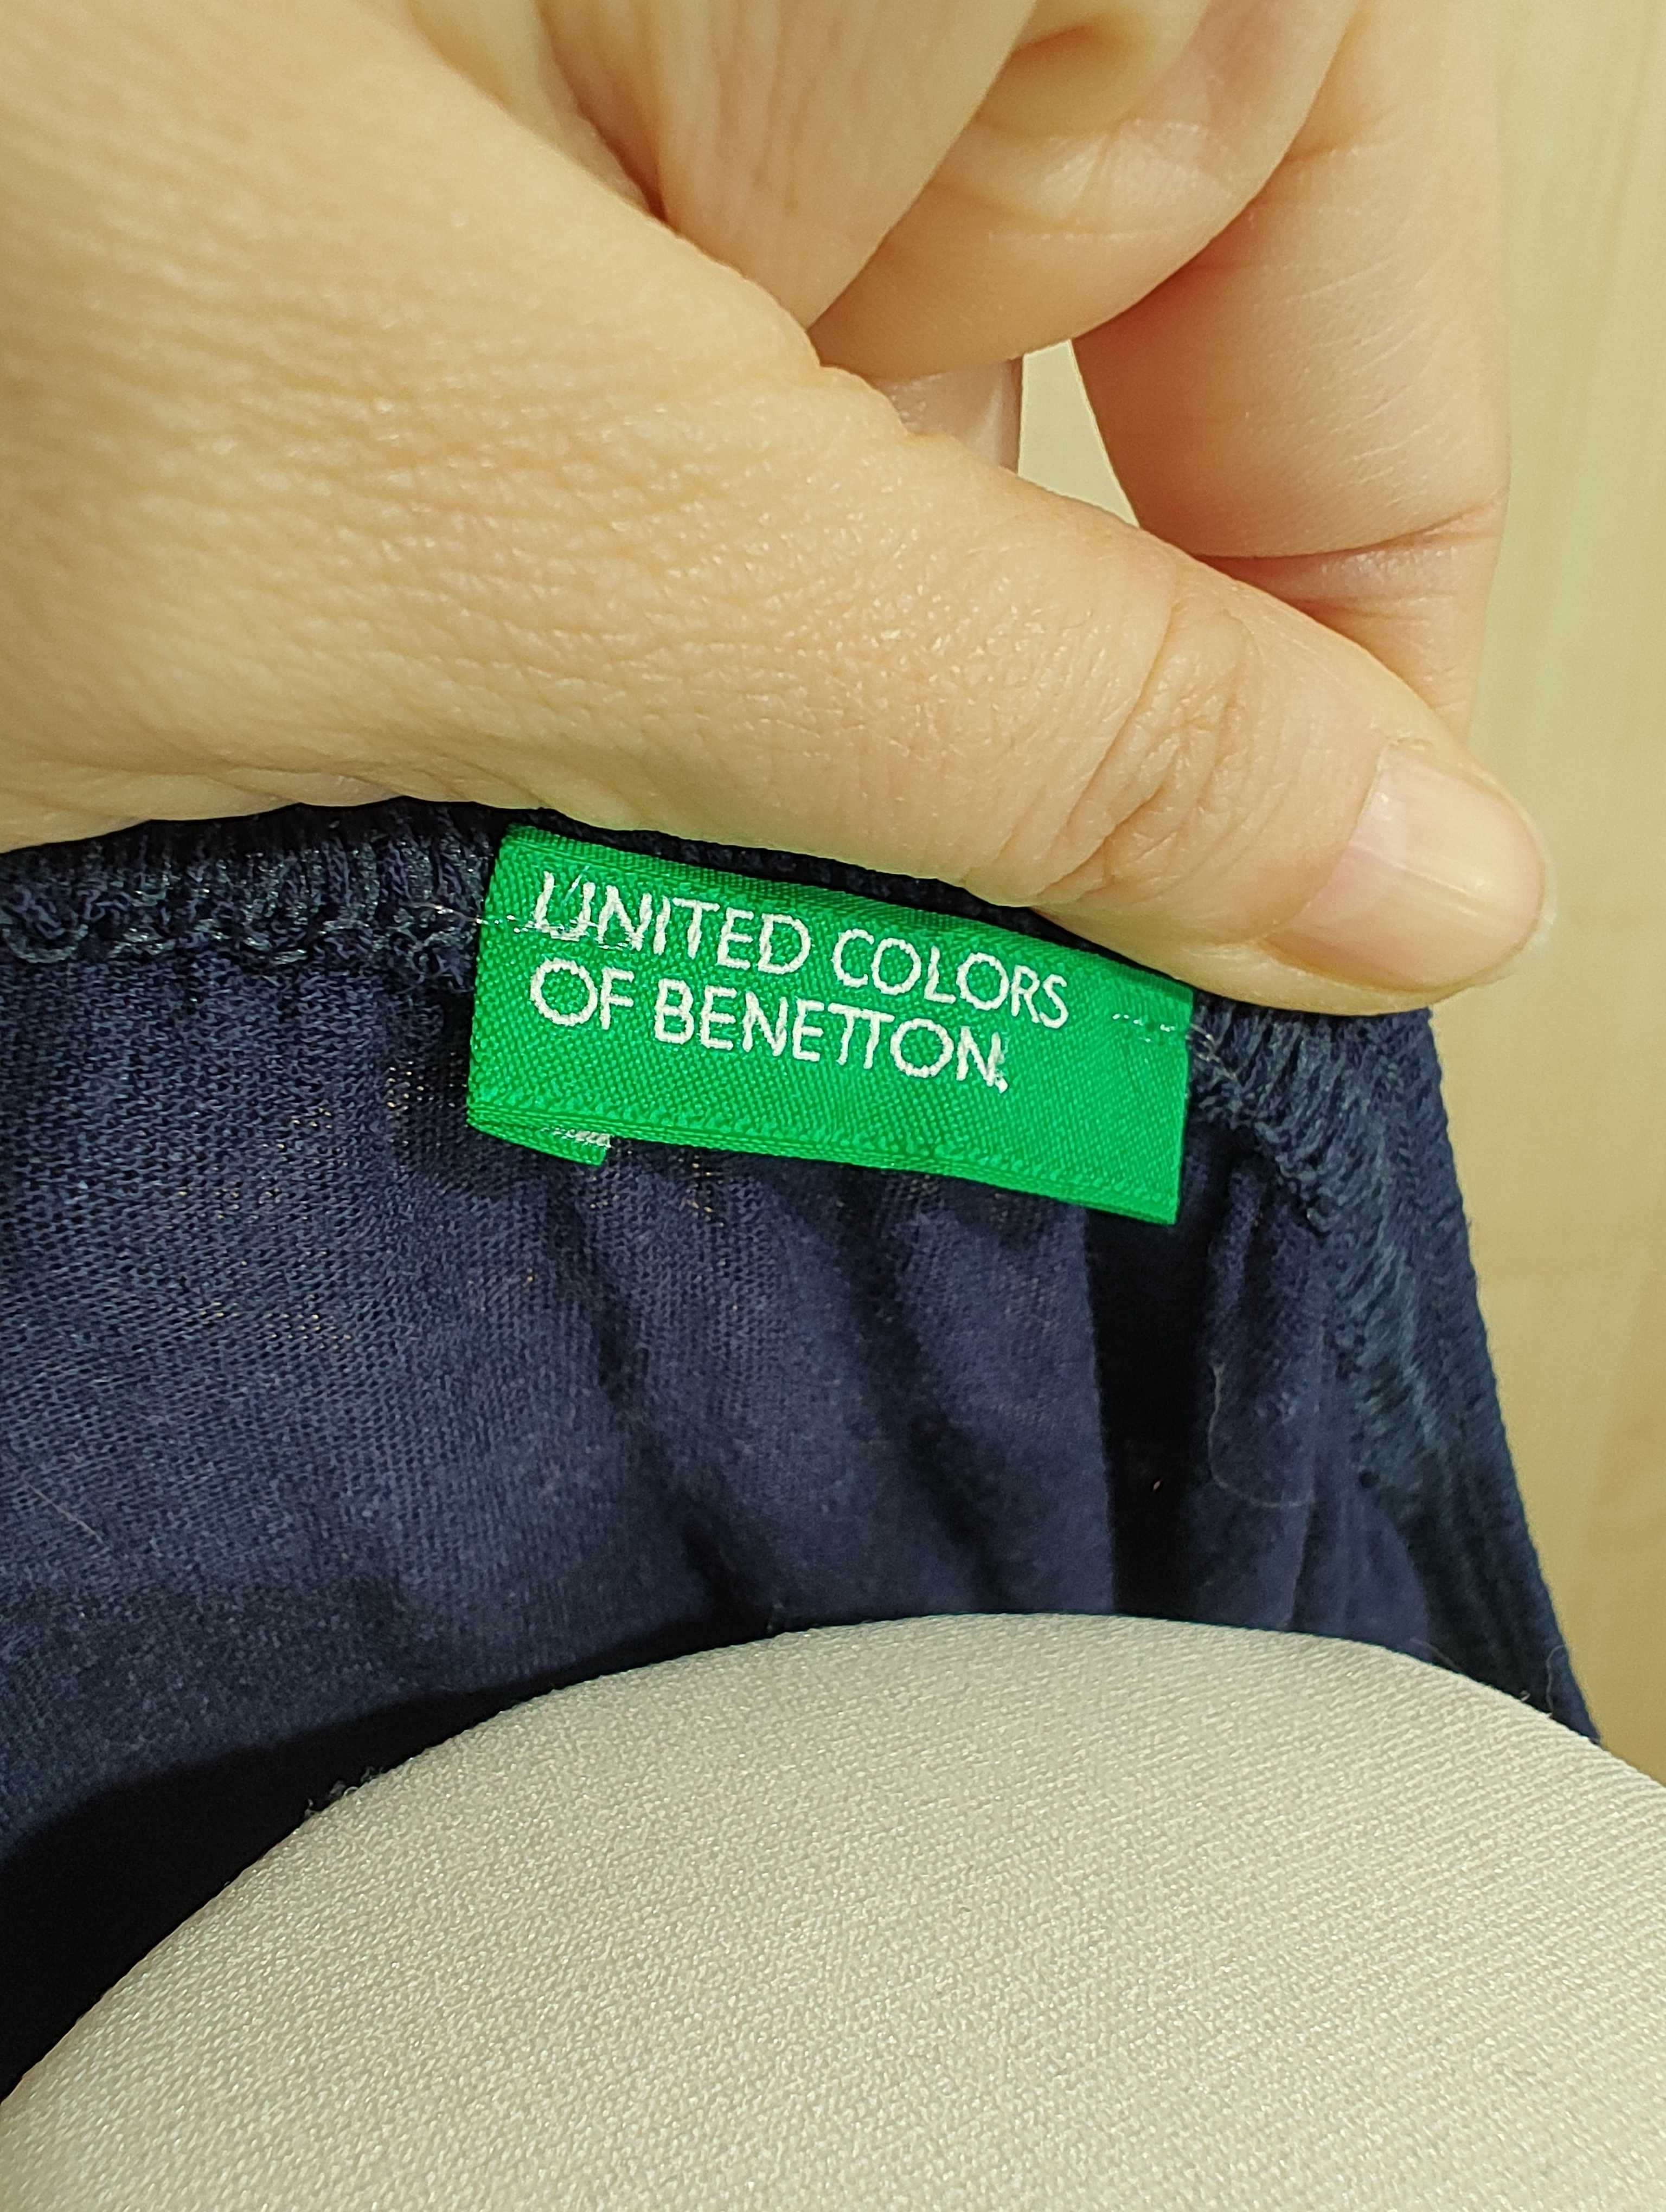 UNITED COLORS
OF BENETTON.